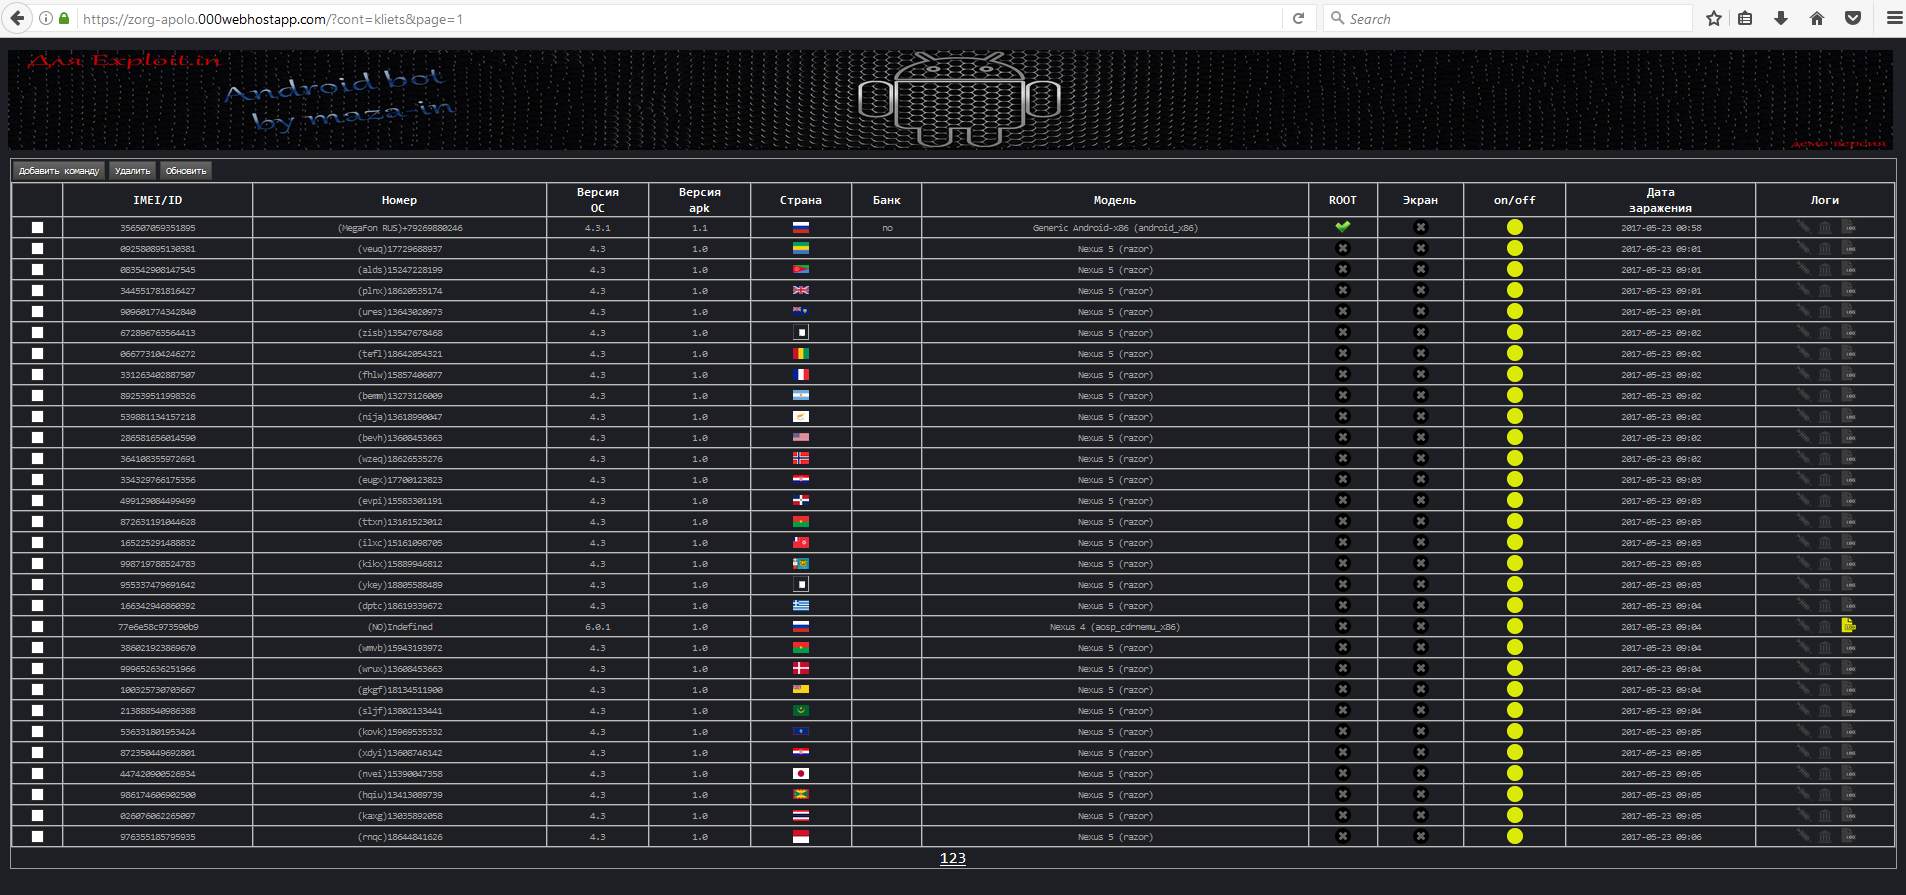 https://zorg-apolo.000webhostapp.com/?cont=kliets&page=1
Search
Для Exploit.in
Android bot
by maza-in
демо версия
Добавить команду Удалить Обновить
IMEI/ID Номер Версия ОС Версия apk Страна Банк Модель ROOT Экран on/off Дата заражения Логи
356507059351895 (MegaFon RUS)+79269880246 4.3.1 1.1 no Generic Android-x86 (android_x86) 2017-05-23 00:58
092580895130381 (veuq)17729688937 4.3 1.0 Nexus 5 (razor) 2017-05-23 09:01
083542908147545 (alds)15247228199 4.3 1.0 Nexus 5 (razor) 2017-05-23 09:01
344551781816427 (plnx)18620535174 4.3 1.0 Nexus 5 (razor) 2017-05-23 09:01
909601774342840 (ures)13643020973 4.3 1.0 Nexus 5 (razor) 2017-05-23 09:01
672896763564413 (zisb)13547678468 4.3 1.0 Nexus 5 (razor) 2017-05-23 09:02
066773104246272 (tefl)18642054321 4.3 1.0 Nexus 5 (razor) 2017-05-23 09:02
331263402887507 (fhlw)15857406077 4.3 1.0 Nexus 5 (razor) 2017-05-23 09:02
892539511998326 (bemm)13273126009 4.3 1.0 Nexus 5 (razor) 2017-05-23 09:02
539881134157218 (nija)13618990047 4.3 1.0 Nexus 5 (razor) 2017-05-23 09:02
286581656014590 (bevh)13608453663 4.3 1.0 Nexus 5 (razor) 2017-05-23 09:02
364108355972691 (wzeq)18626535276 4.3 1.0 Nexus 5 (razor) 2017-05-23 09:02
334329766175356 (eugx)17700123823 4.3 1.0 Nexus 5 (razor) 2017-05-23 09:03
499129084499499 (evpi)15583301191 4.3 1.0 Nexus 5 (razor) 2017-05-23 09:03
872631191044628 (ttxn)13161523012 4.3 1.0 Nexus 5 (razor) 2017-05-23 09:03
165225291488832 (ilxc)15161098705 4.3 1.0 Nexus 5 (razor) 2017-05-23 09:03
998719788524783 (kikx)15889946812 4.3 1.0 Nexus 5 (razor) 2017-05-23 09:03
955337479691642 (ykey)18805588489 4.3 1.0 Nexus 5 (razor) 2017-05-23 09:03
166342946860392 (dptc)18619339672 4.3 1.0 Nexus 5 (razor) 2017-05-23 09:04
77e6e58c973590b9 (NO)Indefined 6.0.1 1.0 Nexus 4 (aosp_cdrnemu_x86) 2017-05-23 09:04
386021923869670 (wmvb)15943193972 4.3 1.0 Nexus 5 (razor) 2017-05-23 09:04
999652636251966 (wrux)13608453663 4.3 1.0 Nexus 5 (razor) 2017-05-23 09:04
100325730703667 (gkgf)18134511900 4.3 1.0 Nexus 5 (razor) 2017-05-23 09:04
213888540986388 (sljf)13802133441 4.3 1.0 Nexus 5 (razor) 2017-05-23 09:04
536331801953424 (kovk)15969535332 4.3 1.0 Nexus 5 (razor) 2017-05-23 09:05
872350449692801 (xdyi)13608746142 4.3 1.0 Nexus 5 (razor) 2017-05-23 09:05
447420900526934 (nvei)15390047358 4.3 1.0 Nexus 5 (razor) 2017-05-23 09:05
986174606902500 (hqiu)13413089739 4.3 1.0 Nexus 5 (razor) 2017-05-23 09:05
026076062265097 (kaxg)13035892058 4.3 1.0 Nexus 5 (razor) 2017-05-23 09:05
976355185795935 (rnqc)18644841626 4.3 1.0 Nexus 5 (razor) 2017-05-23 09:06
123